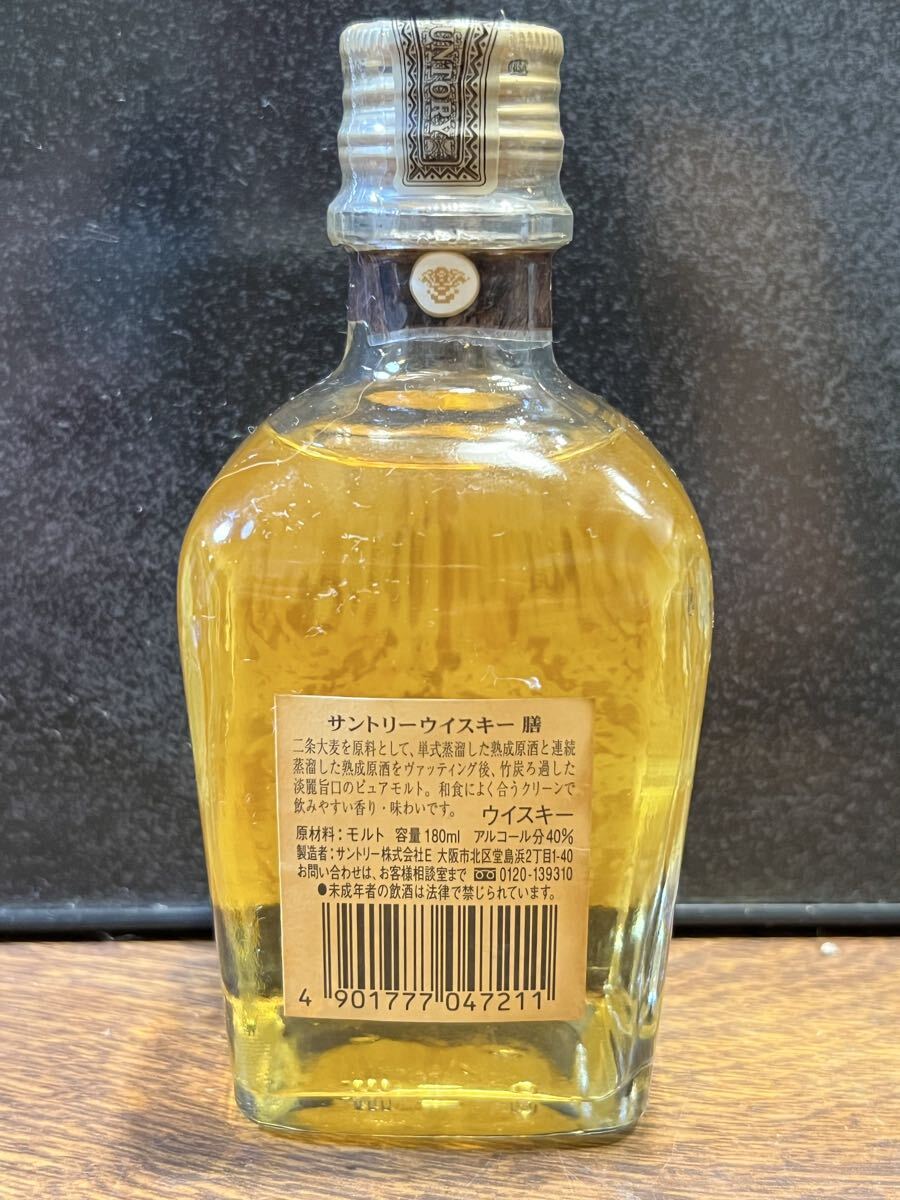 SUNTORY
サントリーウイスキー 膳
二条大麦を原料として、単式蒸溜した熟成原酒と連続
蒸溜した熟成原酒をヴァッティング後、竹炭ろ過した
淡麗旨口のピュアモルト。和食によく合うクリーンで
飲みやすい香り・味わいです。 ウイスキー
原材料：モルト 容量180ml アルコール分40%
製造者：サントリー株式会社E 大阪市北区堂島浜2丁目1-40
お問い合わせは、お客様相談室まで 0120-139310
●未成年者の飲酒は法律で禁じられています。
4 901777 047211